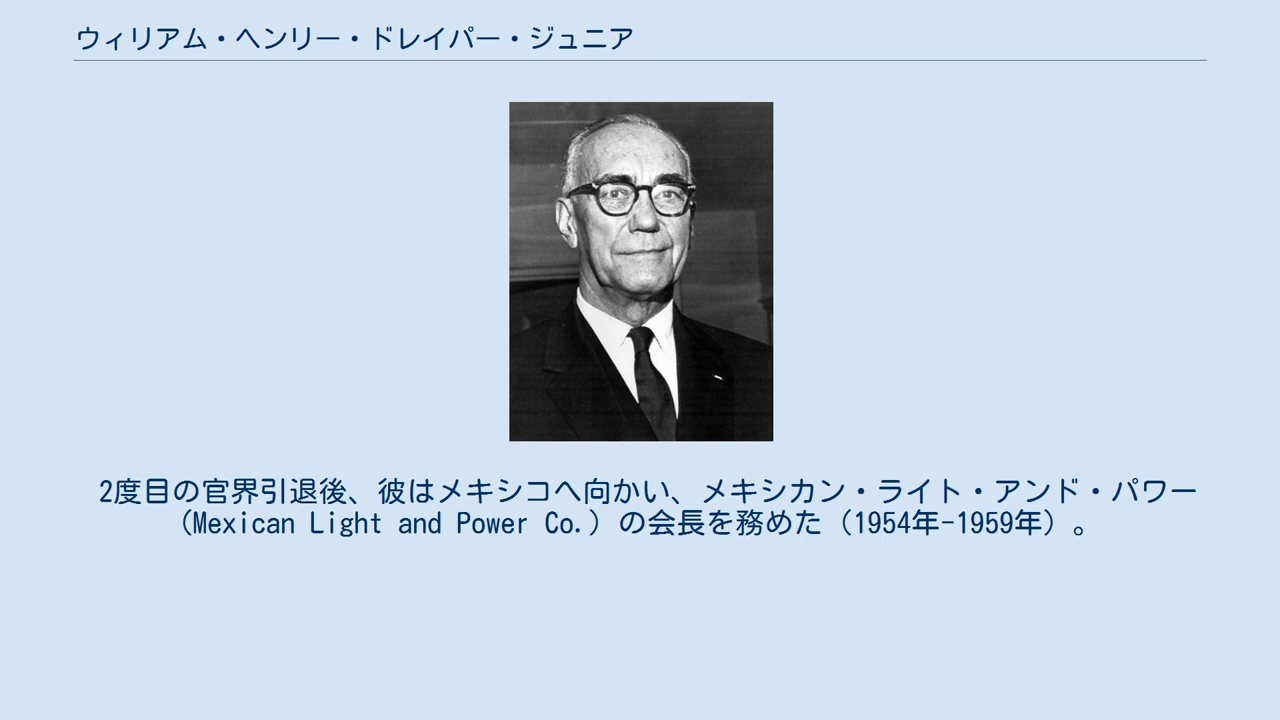 ウィリアム・ヘンリー・ドレイパー・ジュニア
2度目の官界引退後、彼はメキシコへ向かい、メキシカン・ライト・アンド・パワー
（Mexican Light and Power Co.）の会長を務めた（1954年-1959年）。